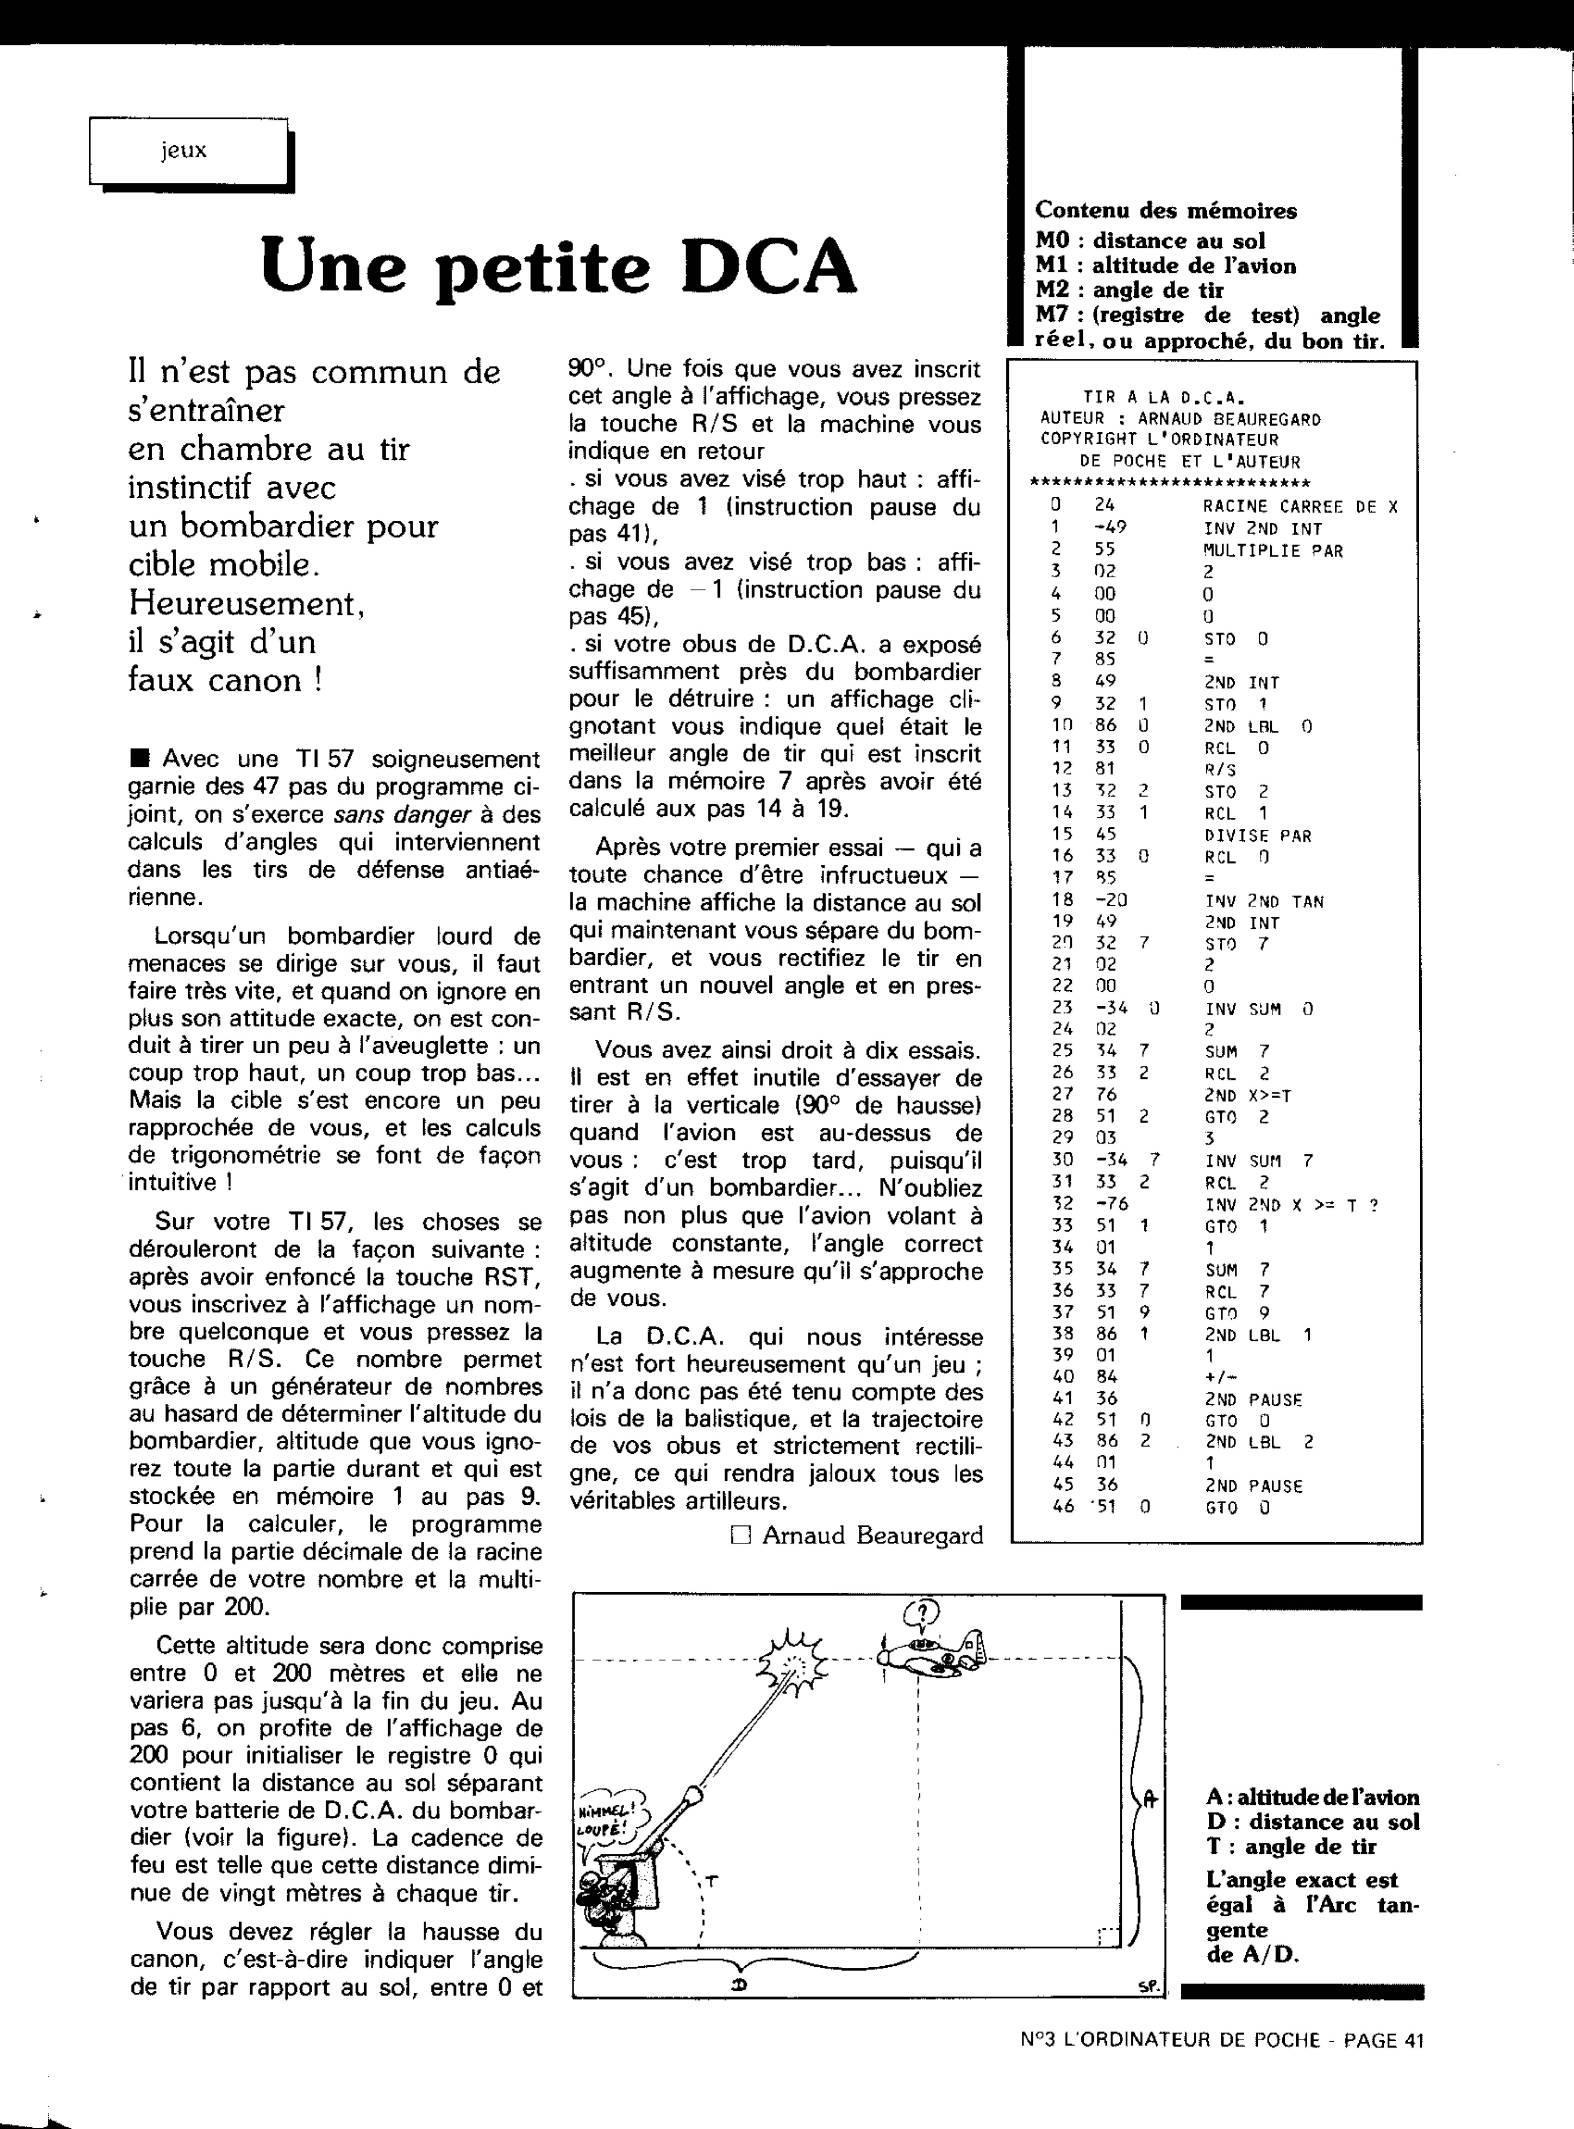 jeux
Une petite DCA
Il n'est pas commun de
s'entraîner
en chambre au tir
instinctif avec
un bombardier pour
cible mobile.
Heureusement,
il s'agit d'un
faux canon !
■ Avec une TI 57 soigneusement
garnie des 47 pas du programme ci-
joint, on s'exerce sans danger à des
calculs d'angles qui interviennent
dans les tirs de défense antiaé-
rienne.
Lorsqu'un bombardier lourd de
menaces se dirige sur vous, il faut
faire très vite, et quand on ignore en
plus son attitude exacte, on est con-
duit à tirer un peu à l'aveuglette : un
coup trop haut, un coup trop bas...
Mais la cible s'est encore un peu
rapprochée de vous, et les calculs
de trigonométrie se font de façon
intuitive !
Sur votre TI 57, les choses se
dérouleront de la façon suivante :
après avoir enfoncé la touche RST,
vous inscrivez à l'affichage un nom-
bre quelconque et vous pressez la
touche R/S. Ce nombre permet
grâce à un générateur de nombres
au hasard de déterminer l'altitude du
bombardier, altitude que vous igno-
rez toute la partie durant et qui est
stockée en mémoire 1 au pas 9.
Pour la calculer, le programme
prend la partie décimale de la racine
carrée de votre nombre et la multi-
plie par 200.
Cette altitude sera donc comprise
entre 0 et 200 mètres et elle ne
variera pas jusqu'à la fin du jeu. Au
pas 6, on profite de l'affichage de
200 pour initialiser le registre 0 qui
contient la distance au sol séparant
votre batterie de D.C.A. du bombar-
dier (voir la figure). La cadence de
feu est telle que cette distance dimi-
nue de vingt mètres à chaque tir.
Vous devez régler la hausse du
canon, c'est-à-dire indiquer l'angle
de tir par rapport au sol, entre 0 et
90°. Une fois que vous avez inscrit
cet angle à l'affichage, vous pressez
la touche R/S et la machine vous
indique en retour
. si vous avez visé trop haut : affi-
chage de 1 (instruction pause du
pas 41),
. si vous avez visé trop bas : affi-
chage de −1 (instruction pause du
pas 45),
. si votre obus de D.C.A. a exposé
suffisamment près du bombardier
pour le détruire : un affichage cli-
gnotant vous indique quel était le
meilleur angle de tir qui est inscrit
dans la mémoire 7 après avoir été
calculé aux pas 14 à 19.
Après votre premier essai — qui a
toute chance d'être infructueux —
la machine affiche la distance au sol
qui maintenant vous sépare du bom-
bardier, et vous rectifiez le tir en
entrant un nouvel angle et en pres-
sant R/S.
Vous avez ainsi droit à dix essais.
Il est en effet inutile d'essayer de
tirer à la verticale (90° de hausse)
quand l'avion est au-dessus de
vous : c'est trop tard, puisqu'il
s'agit d'un bombardier... N'oubliez
pas non plus que l'avion volant à
altitude constante, l'angle correct
augmente à mesure qu'il s'approche
de vous.
La D.C.A. qui nous intéresse
n'est fort heureusement qu'un jeu ;
il n'a donc pas été tenu compte des
lois de la balistique, et la trajectoire
de vos obus et strictement rectili-
gne, ce qui rendra jaloux tous les
véritables artilleurs.
□ Arnaud Beauregard
Contenu des mémoires
M0 : distance au sol
M1 : altitude de l'avion
M2 : angle de tir
M7 : (registre de test) angle
réel, ou approché, du bon tir.
TIR A LA D.C.A.
AUTEUR : ARNAUD BEAUREGARD
COPYRIGHT L'ORDINATEUR
DE POCHE ET L'AUTEUR
**************************
0 24 RACINE CARREE DE X
1 -49 INV 2ND INT
2 55 MULTIPLIE PAR
3 02 2
4 00 0
5 00 0
6 32 0 STO 0
7 85 =
8 49 2ND INT
9 32 1 STO 1
10 86 0 2ND LBL 0
11 33 0 RCL 0
12 81 R/S
13 32 2 STO 2
14 33 1 RCL 1
15 45 DIVISE PAR
16 33 0 RCL 0
17 85 =
18 -20 INV 2ND TAN
19 49 2ND INT
20 32 7 STO 7
21 02 2
22 00 0
23 -34 0 INV SUM 0
24 02 2
25 34 7 SUM 7
26 33 2 RCL 2
27 76 2ND X>=T
28 51 2 GTO 2
29 03 3
30 -34 7 INV SUM 7
31 33 2 RCL 2
32 -76 INV 2ND X >= T ?
33 51 1 GTO 1
34 01 1
35 34 7 SUM 7
36 33 7 RCL 7
37 51 9 GTO 9
38 86 1 2ND LBL 1
39 01 1
40 84 +/-
41 36 2ND PAUSE
42 51 0 GTO 0
43 86 2 2ND LBL 2
44 01 1
45 36 2ND PAUSE
46 51 0 GTO 0
?
HIMMEL!
LOUPÉ!
T
A
D
SP.
A : altitude de l'avion
D : distance au sol
T : angle de tir
L'angle exact est
égal à l'Arc tan-
gente
de A/D.
N°3 L'ORDINATEUR DE POCHE - PAGE 41